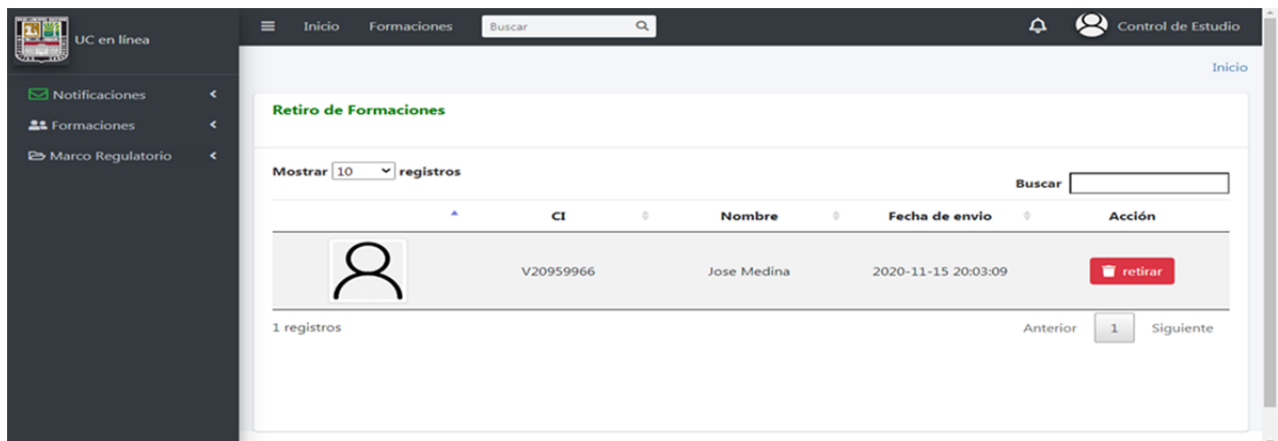 UC en línea
Inicio Formaciones Buscar Control de Estudio
Inicio
Notificaciones
Formaciones
Marco Regulatorio
Retiro de Formaciones
Mostrar 10 registros
Buscar
CI Nombre Fecha de envio Acción
V20959966 Jose Medina 2020-11-15 20:03:09 retirar
1 registros Anterior 1 Siguiente